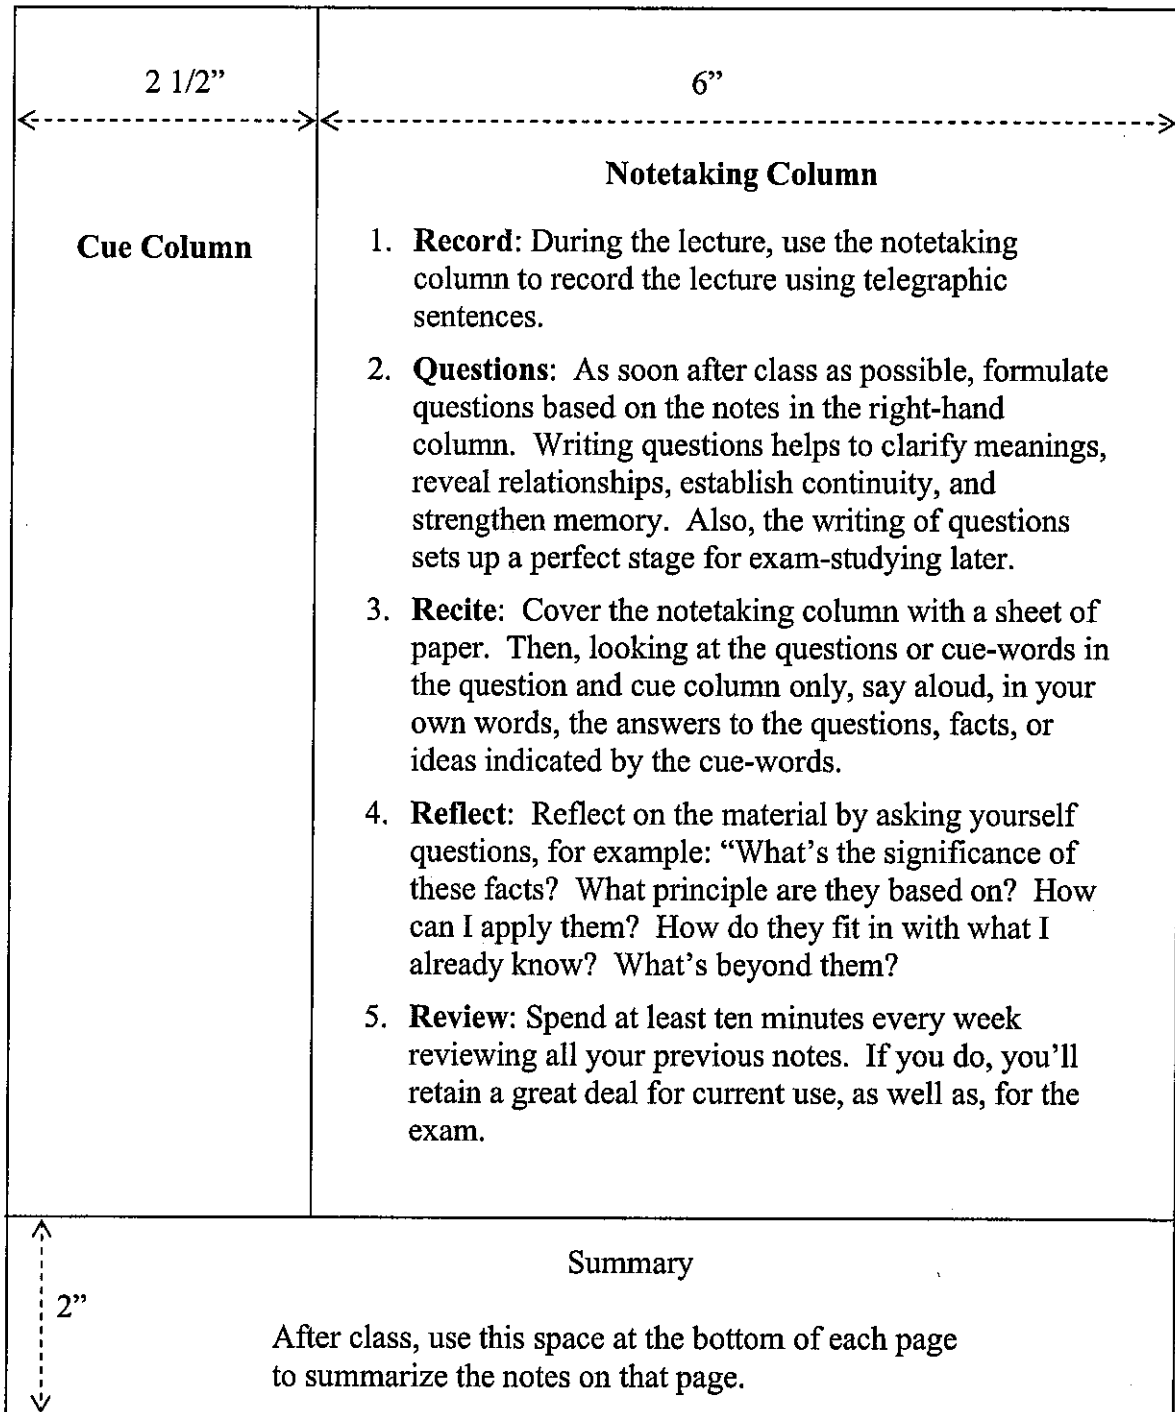 2 1/2”
6”
Notetaking Column
Cue Column
1. Record: During the lecture, use the notetaking
column to record the lecture using telegraphic
sentences.
2. Questions: As soon after class as possible, formulate
questions based on the notes in the right-hand
column. Writing questions helps to clarify meanings,
reveal relationships, establish continuity, and
strengthen memory. Also, the writing of questions
sets up a perfect stage for exam-studying later.
3. Recite: Cover the notetaking column with a sheet of
paper. Then, looking at the questions or cue-words in
the question and cue column only, say aloud, in your
own words, the answers to the questions, facts, or
ideas indicated by the cue-words.
4. Reflect: Reflect on the material by asking yourself
questions, for example: “What’s the significance of
these facts? What principle are they based on? How
can I apply them? How do they fit in with what I
already know? What’s beyond them?
5. Review: Spend at least ten minutes every week
reviewing all your previous notes. If you do, you’ll
retain a great deal for current use, as well as, for the
exam.
Summary
2”
After class, use this space at the bottom of each page
to summarize the notes on that page.